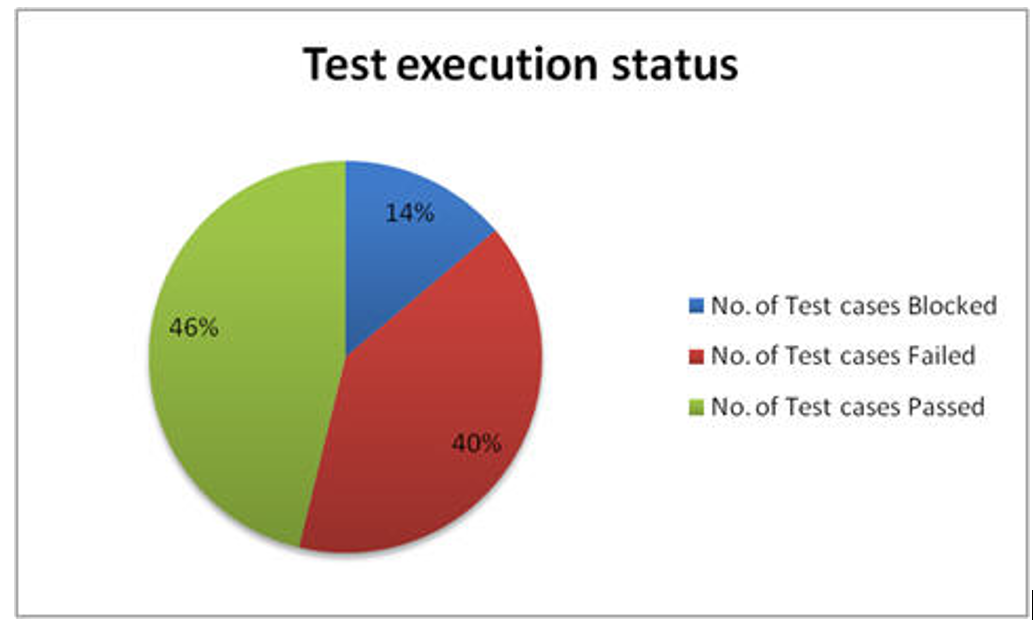 Test execution status
14%
46%
40%
No. of Test cases Blocked
No. of Test cases Failed
No. of Test cases Passed